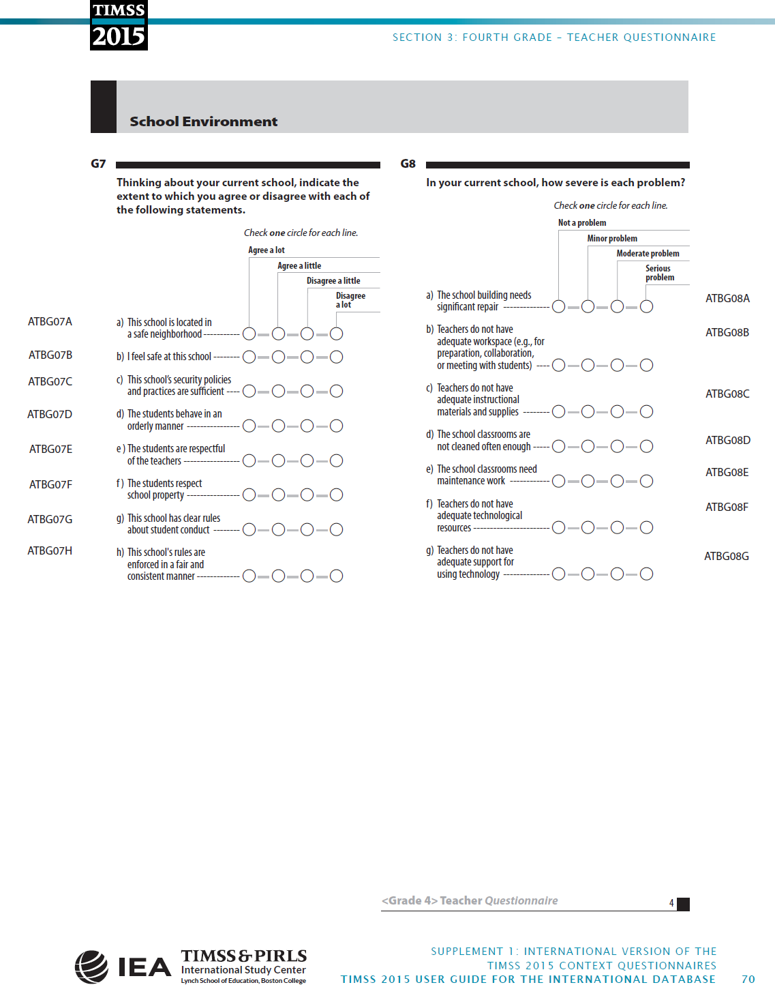 TIMSS
2015
SECTION 3: FOURTH GRADE – TEACHER QUESTIONNAIRE
School Environment
G7
Thinking about your current school, indicate the
extent to which you agree or disagree with each of
the following statements.
Check one circle for each line.
Agree a lot
Agree a little
Disagree a little
Disagree
a lot
ATBG07A
a) This school is located in
a safe neighborhood -----------
ATBG07B
b) I feel safe at this school --------
ATBG07C
c) This school’s security policies
and practices are sufficient ----
ATBG07D
d) The students behave in an
orderly manner ----------------
ATBG07E
e ) The students are respectful
of the teachers -----------------
ATBG07F
f ) The students respect
school property ----------------
ATBG07G
g) This school has clear rules
about student conduct --------
ATBG07H
h) This school's rules are
enforced in a fair and
consistent manner -------------
G8
In your current school, how severe is each problem?
Check one circle for each line.
Not a problem
Minor problem
Moderate problem
Serious
problem
a) The school building needs
significant repair --------------
ATBG08A
b) Teachers do not have
adequate workspace (e.g., for
preparation, collaboration,
or meeting with students) ----
ATBG08B
c) Teachers do not have
adequate instructional
materials and supplies --------
ATBG08C
d) The school classrooms are
not cleaned often enough -----
ATBG08D
e) The school classrooms need
maintenance work ------------
ATBG08E
f) Teachers do not have
adequate technological
resources -----------------------
ATBG08F
g) Teachers do not have
adequate support for
using technology --------------
ATBG08G
<Grade 4> Teacher Questionnaire
4
IEA
TIMSS & PIRLS
International Study Center
Lynch School of Education, Boston College
SUPPLEMENT 1: INTERNATIONAL VERSION OF THE
TIMSS 2015 CONTEXT QUESTIONNAIRES
TIMSS 2015 USER GUIDE FOR THE INTERNATIONAL DATABASE 70